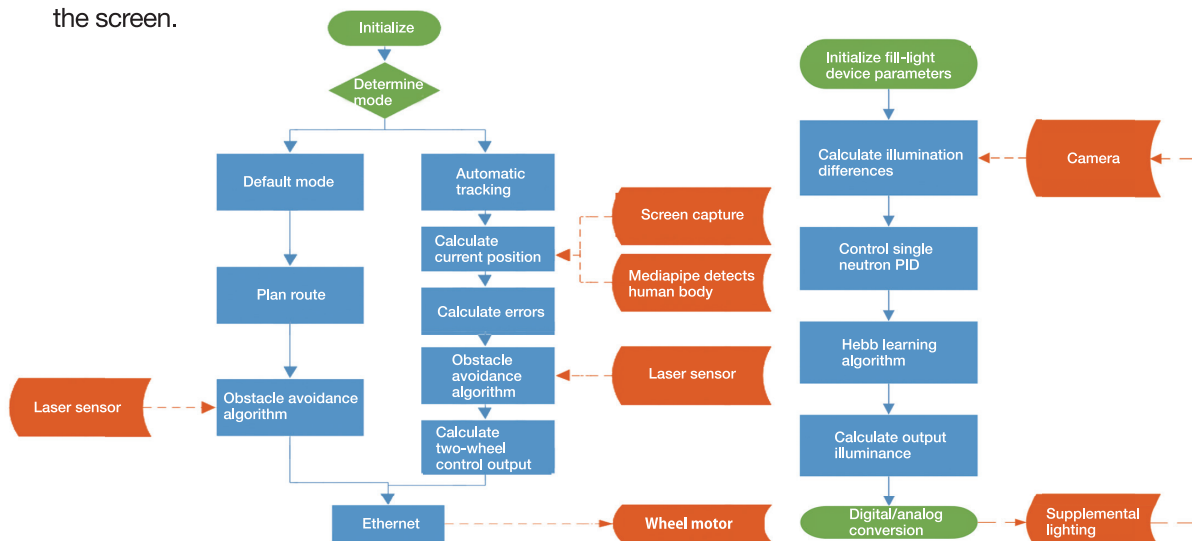 the screen.
Initialize
Determine
mode
Default mode
Plan route
Laser sensor
Obstacle avoidance
algorithm
Automatic
tracking
Calculate
current position
Screen capture
Mediapipe detects
human body
Calculate errors
Obstacle
avoidance
algorithm
Laser sensor
Calculate
two-wheel
control output
Ethernet
Wheel motor
Initialize fill-light
device parameters
Calculate illumination
differences
Camera
Control single
neutron PID
Hebb learning
algorithm
Calculate output
illuminance
Digital/analog
conversion
Supplemental
lighting